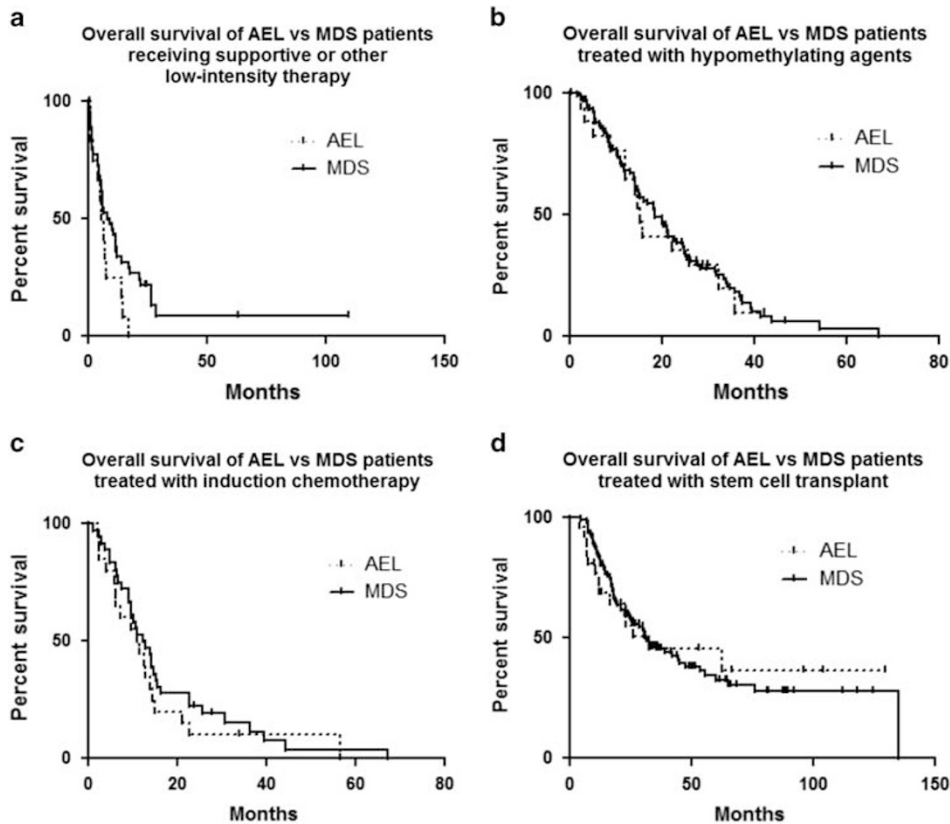 a
Overall survival of AEL vs MDS patients
receiving supportive or other
low-intensity therapy
Percent survival
100
50
0
AEL
MDS
0 50 100 150
Months
b
Overall survival of AEL vs MDS patients
treated with hypomethylating agents
Percent survival
100
50
0
AEL
MDS
0 20 40 60 80
Months
c
Overall survival of AEL vs MDS patients
treated with induction chemotherapy
Percent survival
100
50
0
AEL
MDS
0 20 40 60 80
Months
d
Overall survival of AEL vs MDS patients
treated with stem cell transplant
Percent survival
100
50
0
AEL
MDS
0 50 100 150
Months